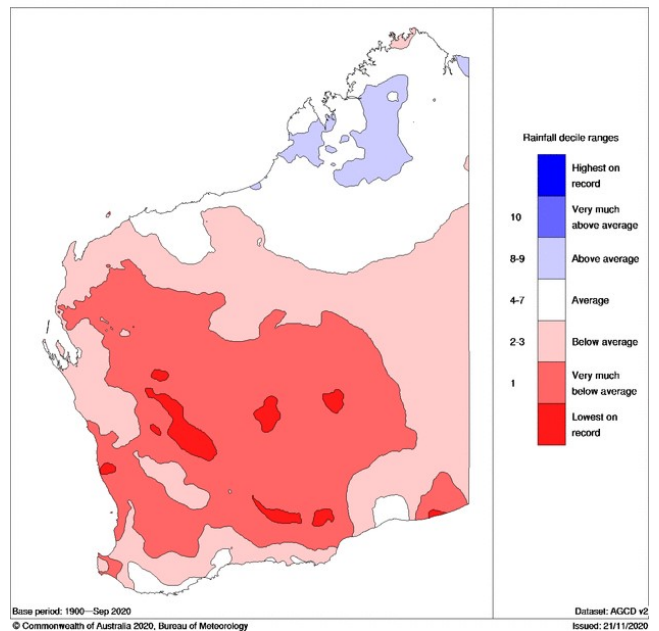 Rainfall decile ranges
Highest on
record
10
Very much
above average
8-9
Above average
4-7
Average
2-3
Below average
1
Very much
below average
Lowest on
record
Base period: 1900—Sep 2020
Dataset: AGCD v2
© Commonwealth of Australia 2020, Bureau of Meteorology
Issued: 21/11/2020